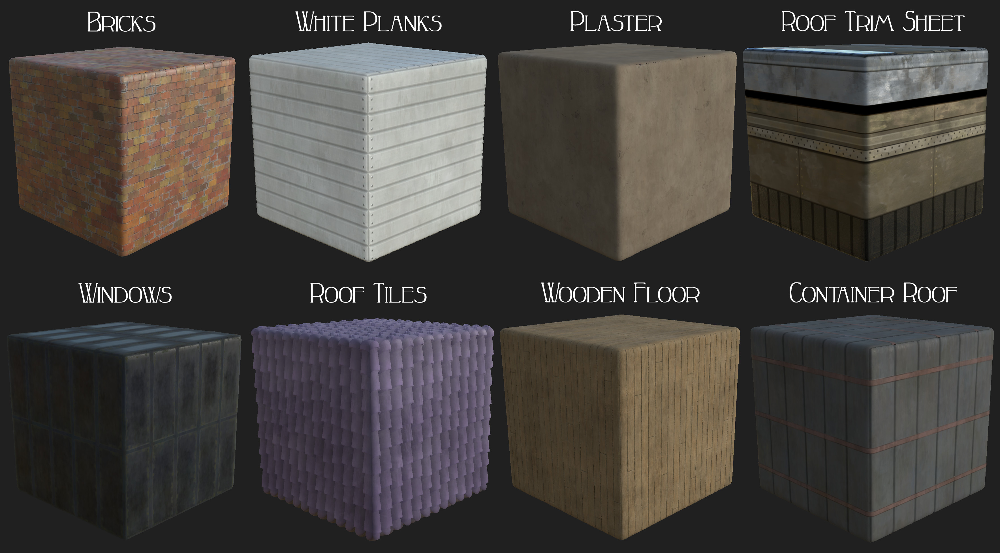 Bricks
White Planks
Plaster
Roof Trim Sheet
Windows
Roof Tiles
Wooden Floor
Container Roof